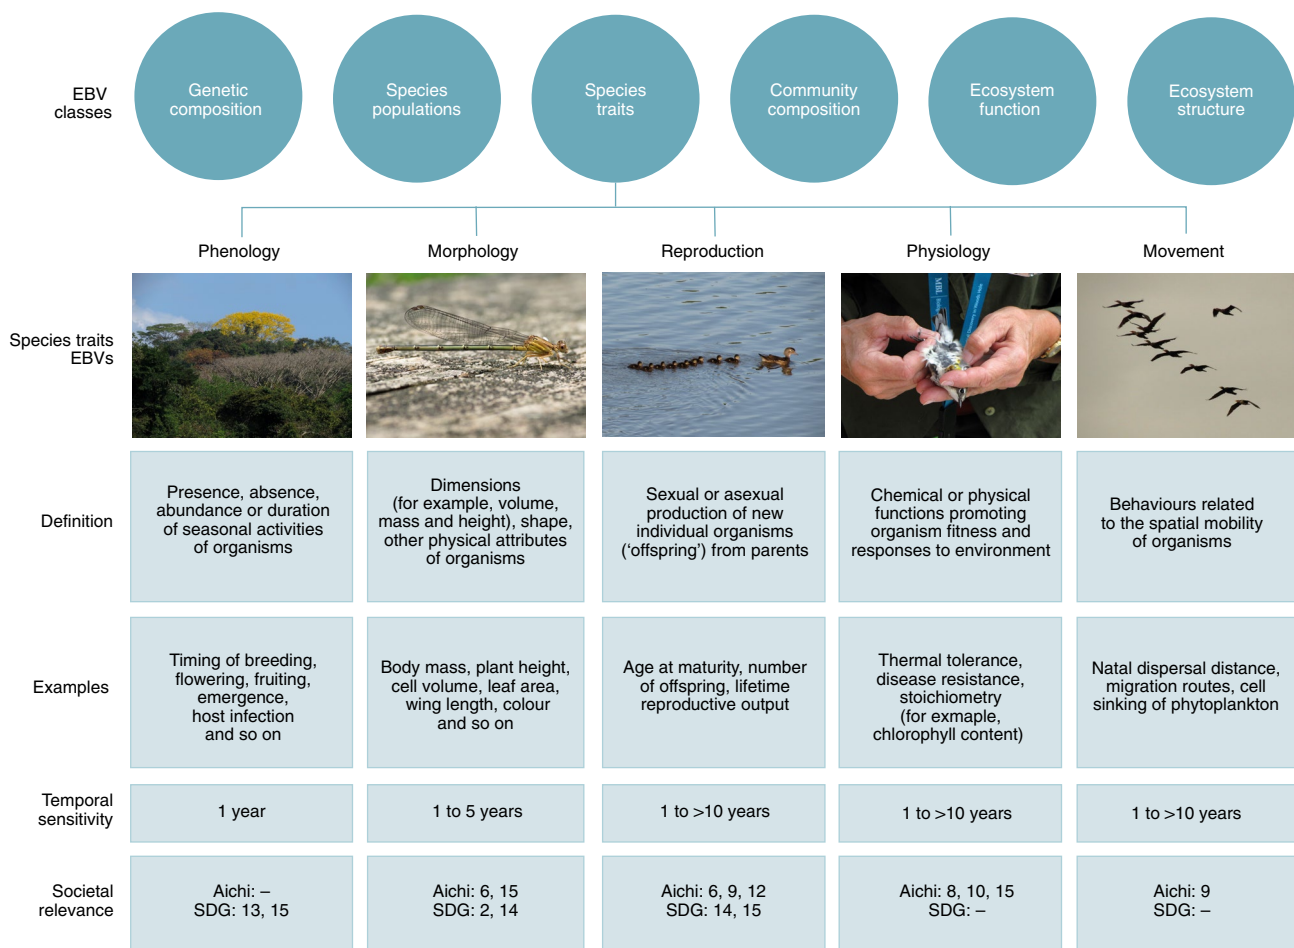 EBV
classes
Genetic
composition
Species
populations
Species
traits
Community
composition
Ecosystem
function
Ecosystem
structure
Phenology
Morphology
Reproduction
Physiology
Movement
Species traits
EBVs
MBL
Definition
Presence, absence,
abundance or duration
of seasonal activities
of organisms
Dimensions
(for example, volume,
mass and height), shape,
other physical attributes
of organisms
Sexual or asexual
production of new
individual organisms
(‘offspring’) from parents
Chemical or physical
functions promoting
organism fitness and
responses to environment
Behaviours related
to the spatial mobility
of organisms
Examples
Timing of breeding,
flowering, fruiting,
emergence,
host infection
and so on
Body mass, plant height,
cell volume, leaf area,
wing length, colour
and so on
Age at maturity, number
of offspring, lifetime
reproductive output
Thermal tolerance,
disease resistance,
stoichiometry
(for exmaple,
chlorophyll content)
Natal dispersal distance,
migration routes, cell
sinking of phytoplankton
Temporal
sensitivity
1 year
1 to 5 years
1 to >10 years
1 to >10 years
1 to >10 years
Societal
relevance
Aichi: –
SDG: 13, 15
Aichi: 6, 15
SDG: 2, 14
Aichi: 6, 9, 12
SDG: 14, 15
Aichi: 8, 10, 15
SDG: –
Aichi: 9
SDG: –